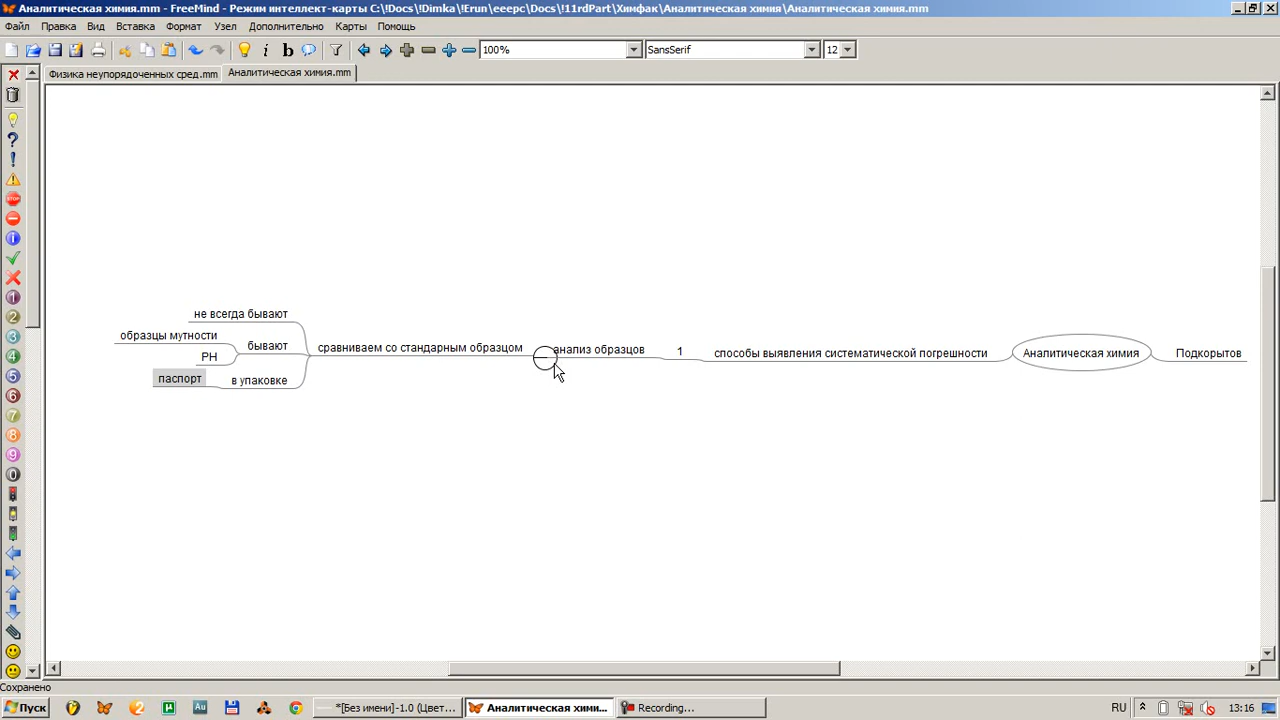 Аналитическая химия.mm - FreeMind - Режим интеллект-карты C:\!Docs\!Dimka\!Erun\eeepc\Docs\!11rdPart\Химфак\Аналитическая химия\Аналитическая химия.mm
Файл Правка Вид Вставка Формат Узел Дополнительно Карты Помощь
100% SansSerif 12
Физика неупорядоченных сред.mm Аналитическая химия.mm
не всегда бывают
образцы мутности
бывают
PH
сравниваем со стандарным образцом
паспорт
в упаковке
анализ образцов
1
способы выявления систематической погрешности
Аналитическая химия
Подкорытов
Сохранено
Пуск
*[Без имени]-1.0 (Цвет...
Аналитическая хими...
Recording...
RU
13:16